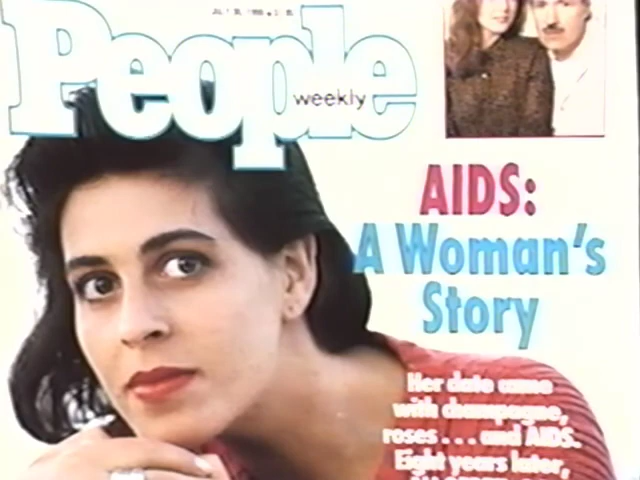 People
weekly
AIDS:
A Woman's
Story
Her date came
with champagne,
roses...and AIDS.
Eight years later,